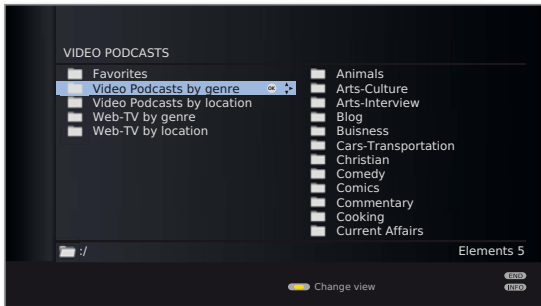 VIDEO PODCASTS
Favorites
Video Podcasts by genre OK
Video Podcasts by location
Web-TV by genre
Web-TV by location
Animals
Arts-Culture
Arts-Interview
Blog
Buisness
Cars-Transportation
Christian
Comedy
Comics
Commentary
Cooking
Current Affairs
:/
Elements 5
Change view
END
INFO